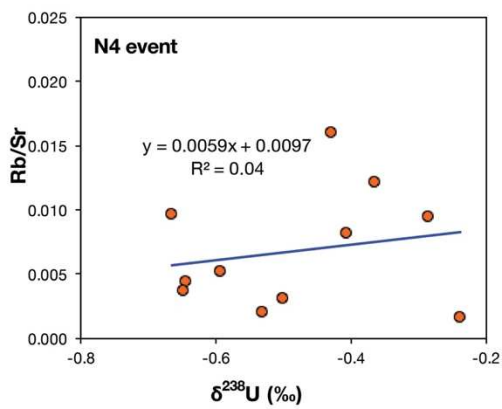 0.025
N4 event
0.020
Rb/Sr
0.015
y = 0.0059x + 0.0097
R² = 0.04
0.010
0.005
0.000
-0.8
-0.6
-0.4
-0.2
δ²³⁸U (‰)